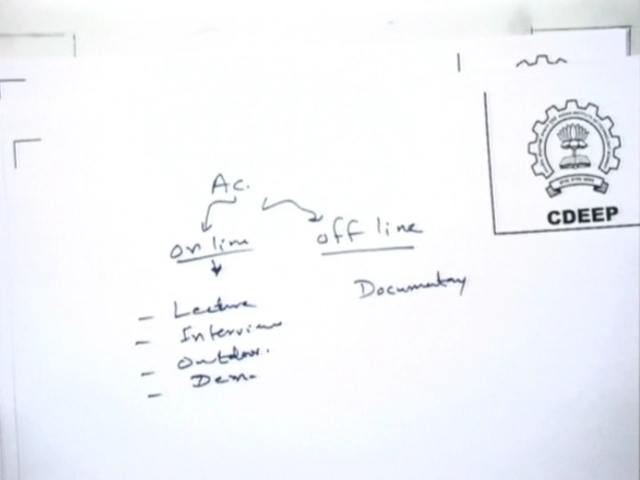 Ac.
on line
off line
Documentary
- Lecture
- Interview
- Outdoor.
- Demo
-
CDEEP